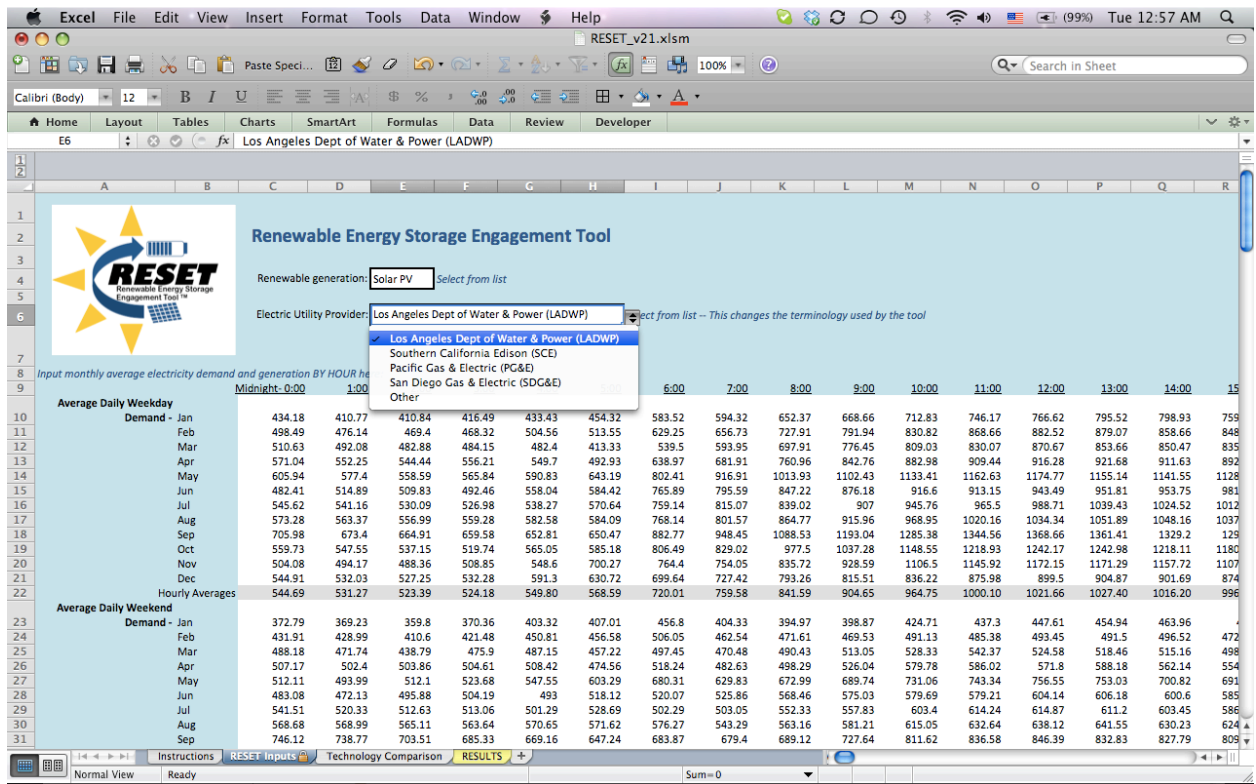 Excel File Edit View Insert Format Tools Data Window Help (99%) Tue 12:57 AM
RESET_v21.xlsm
Paste Speci... fx 100% Search in Sheet
Calibri (Body) 12 B I U A $ % A
Home Layout Tables Charts SmartArt Formulas Data Review Developer
E6 fx Los Angeles Dept of Water & Power (LADWP)
1
2
A B C D E F G H I J K L M N O P Q R
1
2 Renewable Energy Storage Engagement Tool
3
RESET
Renewable Energy Storage
Engagement Tool ™
4 Renewable generation: Solar PV Select from list
5
6 Electric Utility Provider: Los Angeles Dept of Water & Power (LADWP) ect from list -- This changes the terminology used by the tool
✓ Los Angeles Dept of Water & Power (LADWP)
Southern California Edison (SCE)
Pacific Gas & Electric (PG&E)
San Diego Gas & Electric (SDG&E)
Other
7
8 Input monthly average electricity demand and generation BY HOUR he
9 Midnight- 0:00 1:00 6:00 7:00 8:00 9:00 10:00 11:00 12:00 13:00 14:00 15
Average Daily Weekday
10 Demand - Jan 434.18 410.77 410.84 416.49 433.43 454.32 583.52 594.32 652.37 668.66 712.83 746.17 766.62 795.52 798.93 759
11 Feb 498.49 476.14 469.4 468.32 504.56 513.55 629.25 656.73 727.91 791.94 830.82 868.66 882.52 879.07 858.66 848
12 Mar 510.63 492.08 482.88 484.15 482.4 413.33 539.5 593.95 697.91 776.45 809.03 830.07 870.67 853.66 850.47 835
13 Apr 571.04 552.25 544.44 556.21 549.7 492.93 638.97 681.91 760.96 842.76 882.98 909.44 916.28 921.68 911.63 892
14 May 605.94 577.4 558.59 565.84 590.83 643.19 802.41 916.91 1013.93 1102.43 1133.41 1162.63 1174.77 1155.14 1141.55 1128
15 Jun 482.41 514.89 509.83 492.46 558.04 584.42 765.89 795.59 847.22 876.18 916.6 913.15 943.49 951.81 953.75 981
16 Jul 545.62 541.16 530.09 526.98 538.27 570.64 759.14 815.07 839.02 907 945.76 965.5 988.71 1039.43 1024.52 1012
17 Aug 573.28 563.37 556.99 559.28 582.58 584.09 768.14 801.57 864.77 915.96 968.95 1020.16 1034.34 1051.89 1048.16 1037
18 Sep 705.98 673.4 664.91 659.58 652.81 650.47 882.77 948.45 1088.53 1193.04 1285.38 1344.56 1368.66 1361.41 1329.2 129
19 Oct 559.73 547.55 537.15 519.74 565.05 585.18 806.49 829.02 977.5 1037.28 1148.55 1218.93 1242.17 1242.98 1218.11 1180
20 Nov 504.08 494.17 488.36 508.85 548.6 700.27 764.4 754.05 835.72 928.59 1106.5 1145.92 1172.15 1171.29 1157.72 1107
21 Dec 544.91 532.03 527.25 532.28 591.3 630.72 699.64 727.42 793.26 815.51 836.22 875.98 899.5 904.87 901.69 874
22 Hourly Averages 544.69 531.27 523.39 524.18 549.80 568.59 720.01 759.58 841.59 904.65 964.75 1000.10 1021.66 1027.40 1016.20 996
Average Daily Weekend
23 Demand - Jan 372.79 369.23 359.8 370.36 403.32 407.01 456.8 404.33 394.97 398.87 424.71 437.3 447.61 454.94 463.96
24 Feb 431.91 428.99 410.6 421.48 450.81 456.58 506.05 462.54 471.61 469.53 491.13 485.38 493.45 491.5 496.52 472
25 Mar 488.18 471.74 438.79 475.9 487.15 457.22 497.45 470.48 490.43 513.05 528.33 542.37 524.58 518.46 515.16 498
26 Apr 507.17 502.4 503.86 504.61 508.42 474.56 518.24 482.63 498.29 526.04 579.78 586.02 571.8 588.18 562.14 554
27 May 512.11 493.99 512.1 523.68 547.55 603.29 680.31 629.83 672.99 689.74 731.06 743.34 756.55 753.03 700.82 691
28 Jun 483.08 472.13 495.88 504.19 493 518.12 520.07 525.86 568.46 575.03 579.69 579.21 604.14 606.18 600.6 585
29 Jul 541.51 520.33 512.63 513.06 501.29 528.69 502.29 503.05 552.33 557.83 603.4 614.24 614.87 611.2 603.45 586
30 Aug 568.68 568.99 565.11 563.64 570.65 571.62 576.27 543.29 563.16 581.21 615.05 632.64 638.12 641.55 630.23 624
31 Sep 746.12 738.77 703.51 685.33 669.16 647.24 683.87 679.4 689.12 727.64 811.62 836.58 846.39 832.83 827.79 809
Instructions RESET Inputs Technology Comparison RESULTS +
Normal View Ready Sum=0